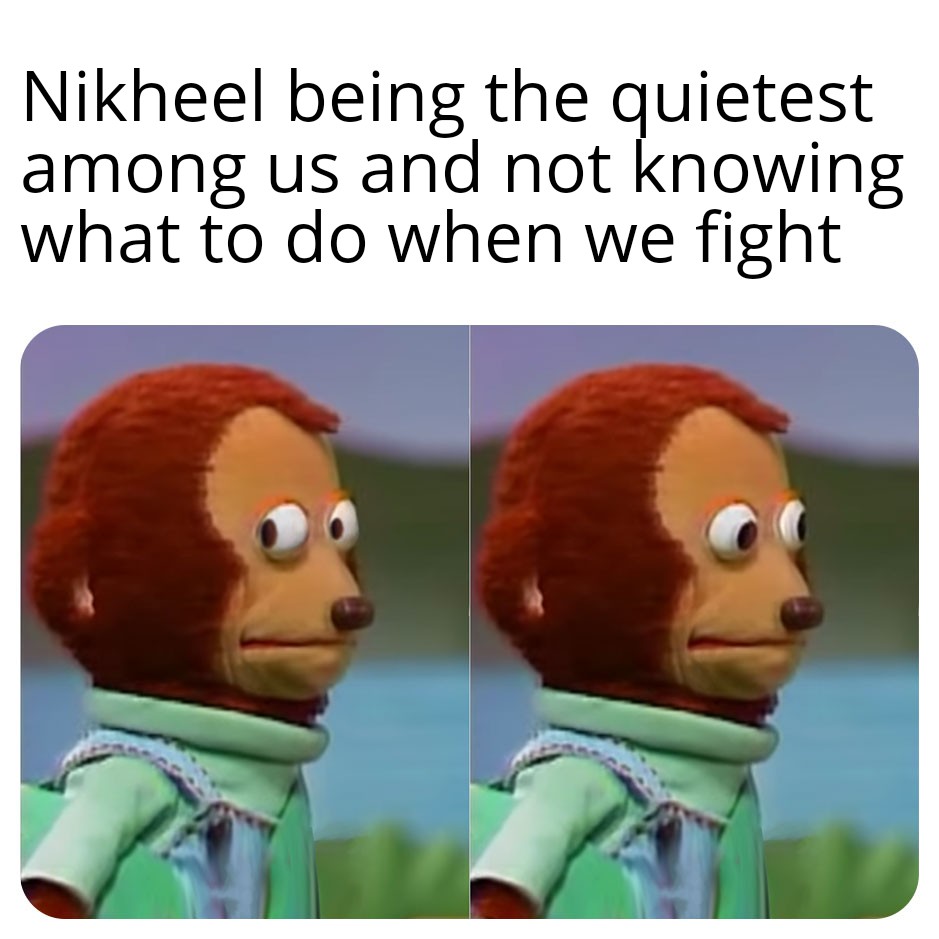 Nikheel being the quietest
among us and not knowing
what to do when we fight